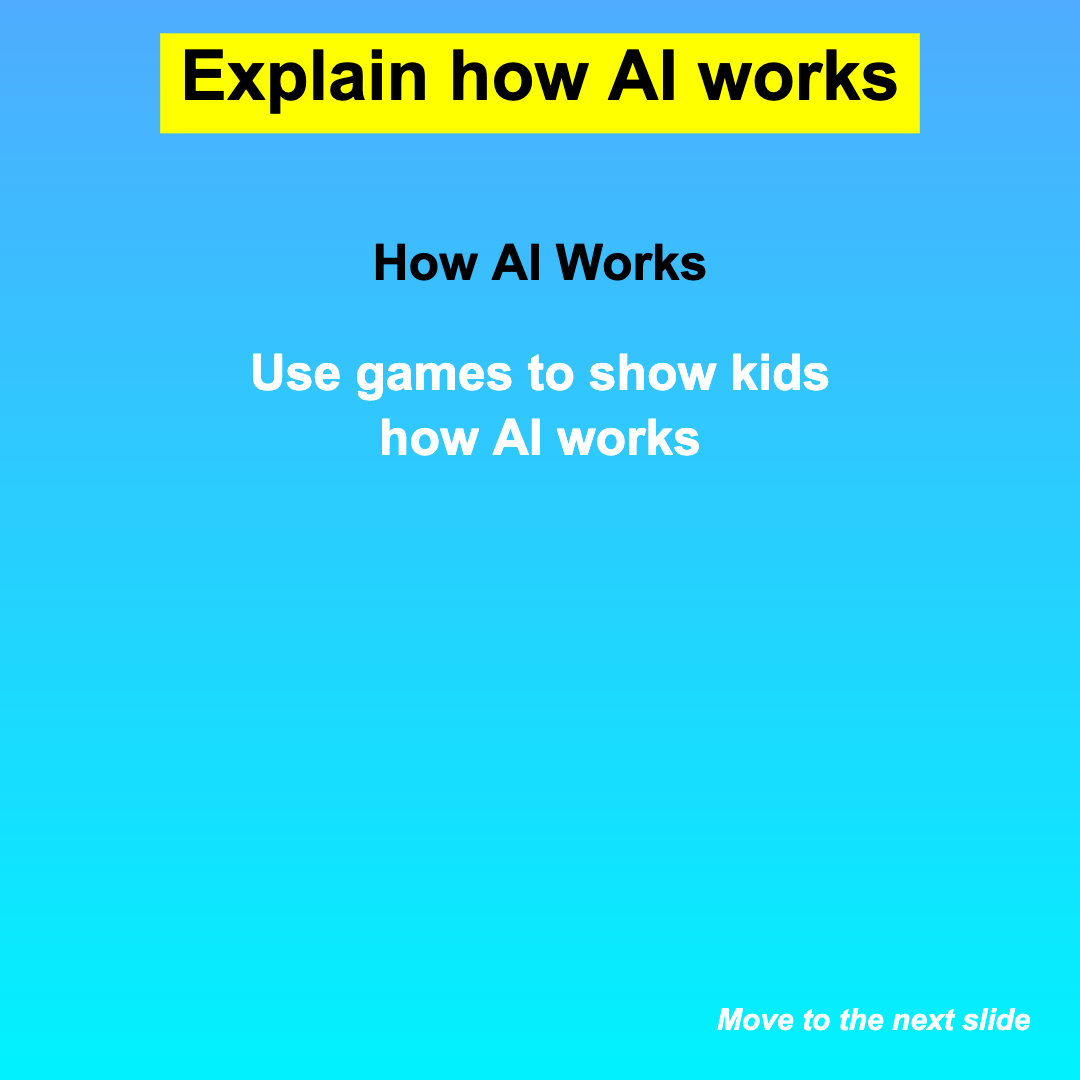 Explain how AI works
How AI Works
Use games to show kids
how AI works
Move to the next slide